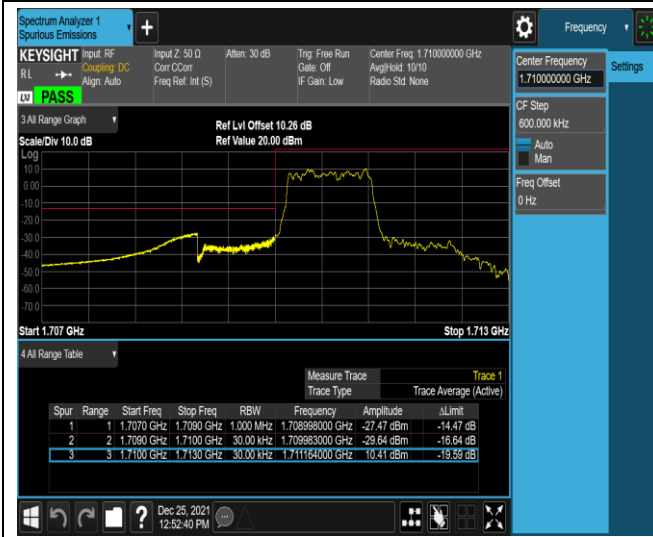 Spectrum Analyzer 1
Spurious Emissions
Frequency
KEYSIGHT Input: RF Input Z: 50 Ω Atten: 30 dB Trig: Free Run Center Freq: 1.710000000 GHz
RL Coupling: DC Corr CCorr Gate: Off Avg|Hold: 10/10
Align: Auto Freq Ref: Int (S) IF Gain: Low Radio Std: None
LXI PASS
Center Frequency
1.710000000 GHz
Settings
CF Step
600.000 kHz
Auto
Man
Freq Offset
0 Hz
3 All Range Graph
Ref Lvl Offset 10.26 dB
Scale/Div 10.0 dB Ref Value 20.00 dBm
Log
10.0
0.00
-10.0
-20.0
-30.0
-40.0
-50.0
-60.0
-70.0
Start 1.707 GHz Stop 1.713 GHz
4 All Range Table
Measure Trace Trace 1
Trace Type Trace Average (Active)
Spur Range Start Freq Stop Freq RBW Frequency Amplitude ΔLimit
1 1 1.7070 GHz 1.7090 GHz 1.000 MHz 1.708998000 GHz -27.47 dBm -14.47 dB
2 2 1.7090 GHz 1.7100 GHz 30.00 kHz 1.709983000 GHz -29.64 dBm -16.64 dB
3 3 1.7100 GHz 1.7130 GHz 30.00 kHz 1.711164000 GHz 10.41 dBm -19.59 dB
Dec 25, 2021
12:52:40 PM